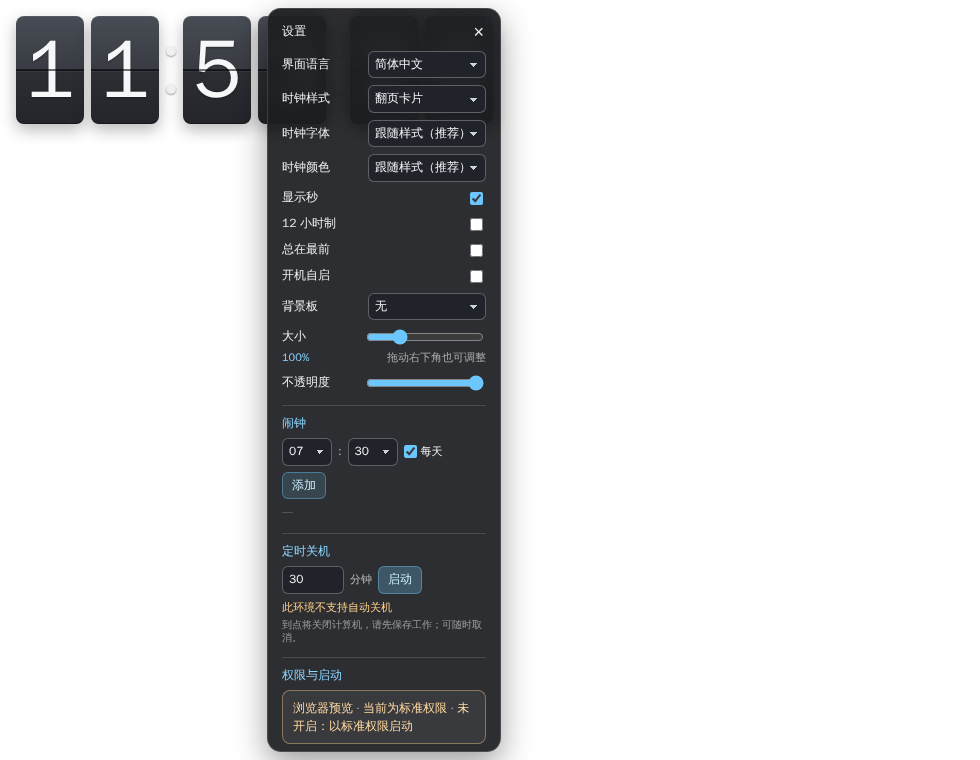 11:5
设置
×
界面语言 简体中文
时钟样式 翻页卡片
时钟字体 跟随样式（推荐）
时钟颜色 跟随样式（推荐）
显示秒
12 小时制
总在最前
开机自启
背景板 无
大小
100% 拖动右下角也可调整
不透明度
闹钟
07 : 30 每天
添加
—
定时关机
30 分钟 启动
此环境不支持自动关机
到点将关闭计算机，请先保存工作；可随时取
消。
权限与启动
浏览器预览 · 当前为标准权限 · 未
开启：以标准权限启动